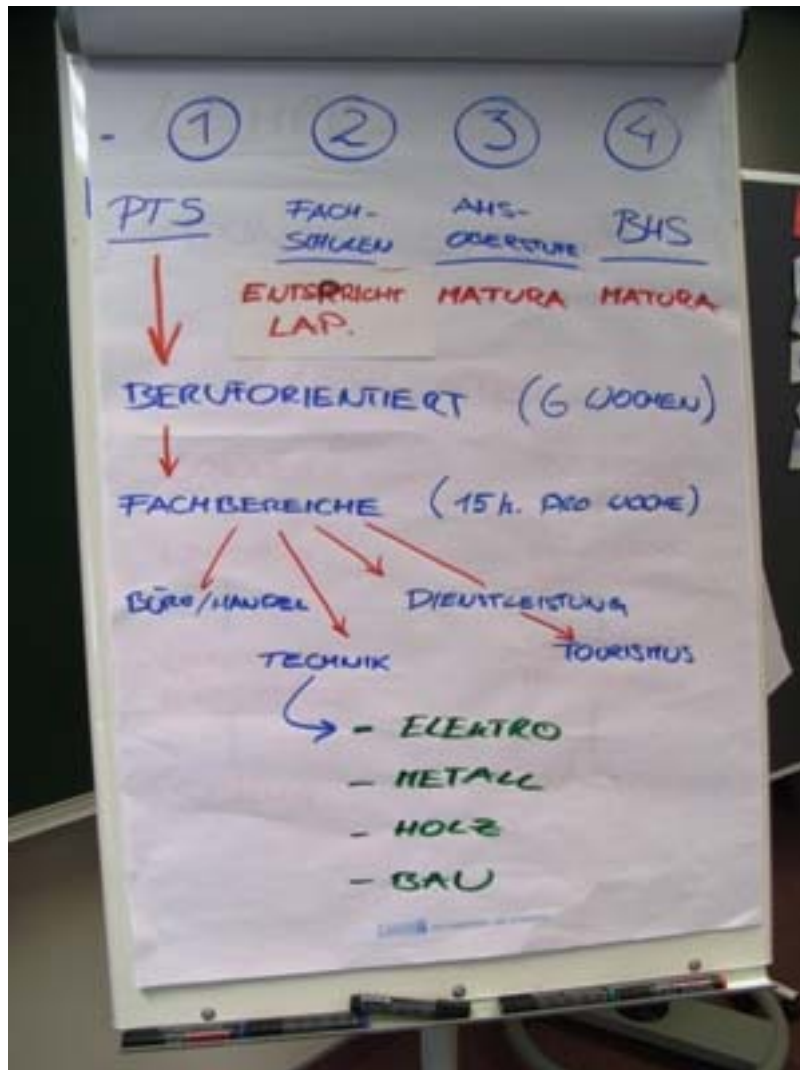 - 1 2 3 4
PTS FACH- AHS- BHS
SCHULEN OBERSTUFE
ENTSPRICHT MATURA MATURA
LAP.
BERUFORIENTIERT (6 WOCHEN)
FACHBEREICHE (15h. PRO WOCHE)
BÜRO/HANDEL DIENSTLEISTUNG
TECHNIK TOURISMUS
- ELEKTRO
- METALL
- HOLZ
- BAU